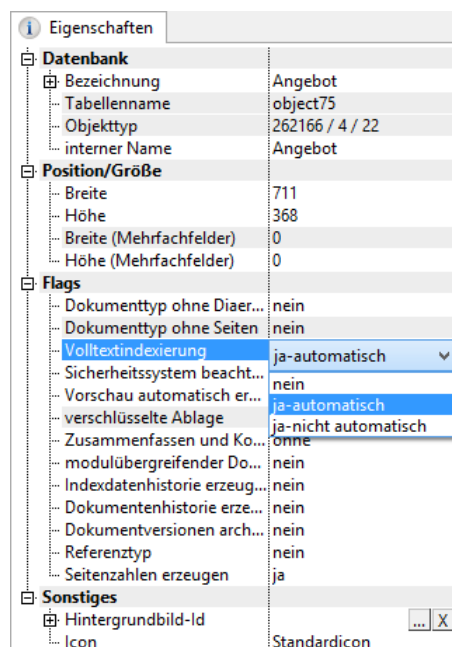 Eigenschaften
Datenbank
Bezeichnung Angebot
Tabellenname object75
Objekttyp 262166 / 4 / 22
interner Name Angebot
Position/Größe
Breite 711
Höhe 368
Breite (Mehrfachfelder) 0
Höhe (Mehrfachfelder) 0
Flags
Dokumenttyp ohne Diaer... nein
Dokumenttyp ohne Seiten nein
Volltextindexierung ja-automatisch
Sicherheitssystem beacht... nein
Vorschau automatisch er... ja-automatisch
verschlüsselte Ablage ja-nicht automatisch
Zusammenfassen und Ko... ohne
modulübergreifender Do... nein
Indexdatenhistorie erzeug... nein
Dokumentenhistorie erze... nein
Dokumentversionen arch... nein
Referenztyp nein
Seitenzahlen erzeugen ja
Sonstiges
Hintergrundbild-Id ... X
Icon Standardicon